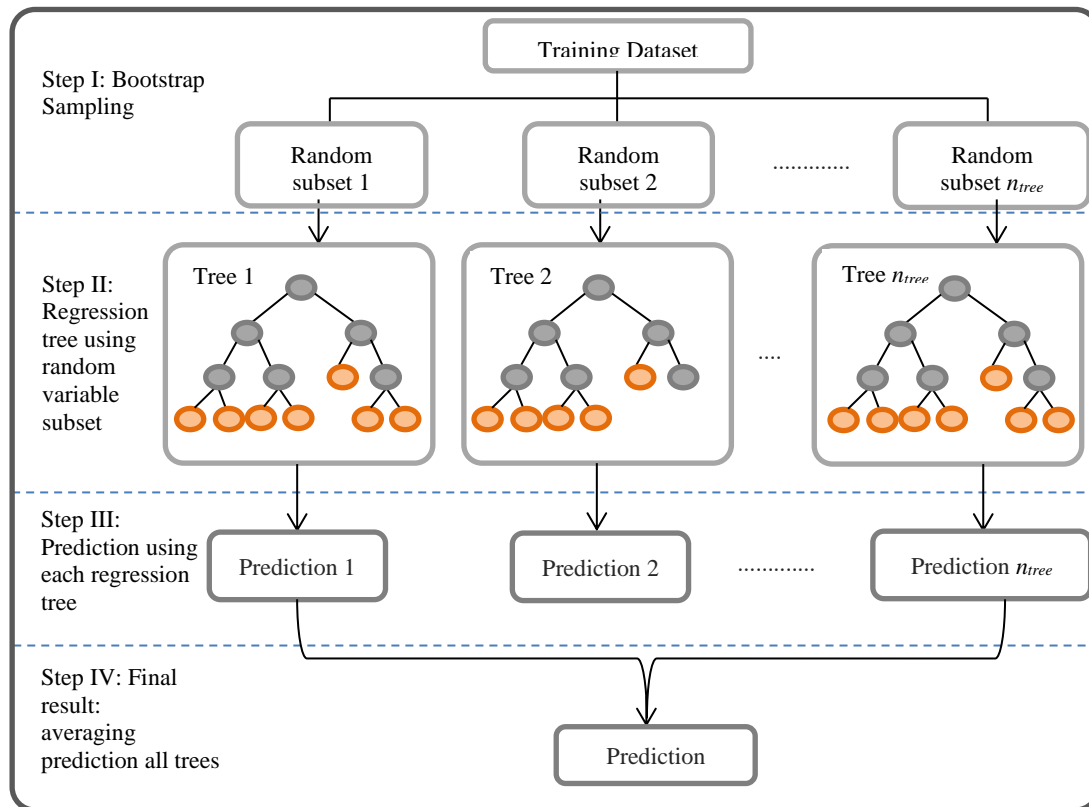 Training Dataset
Step I: Bootstrap
Sampling
Random
subset 1
Random
subset 2
.............
Random
subset ntree
Step II:
Regression
tree using
random
variable
subset
Tree 1
Tree 2
....
Tree ntree
Step III:
Prediction using
each regression
tree
Prediction 1
Prediction 2
.............
Prediction ntree
Step IV: Final
result:
averaging
prediction all trees
Prediction